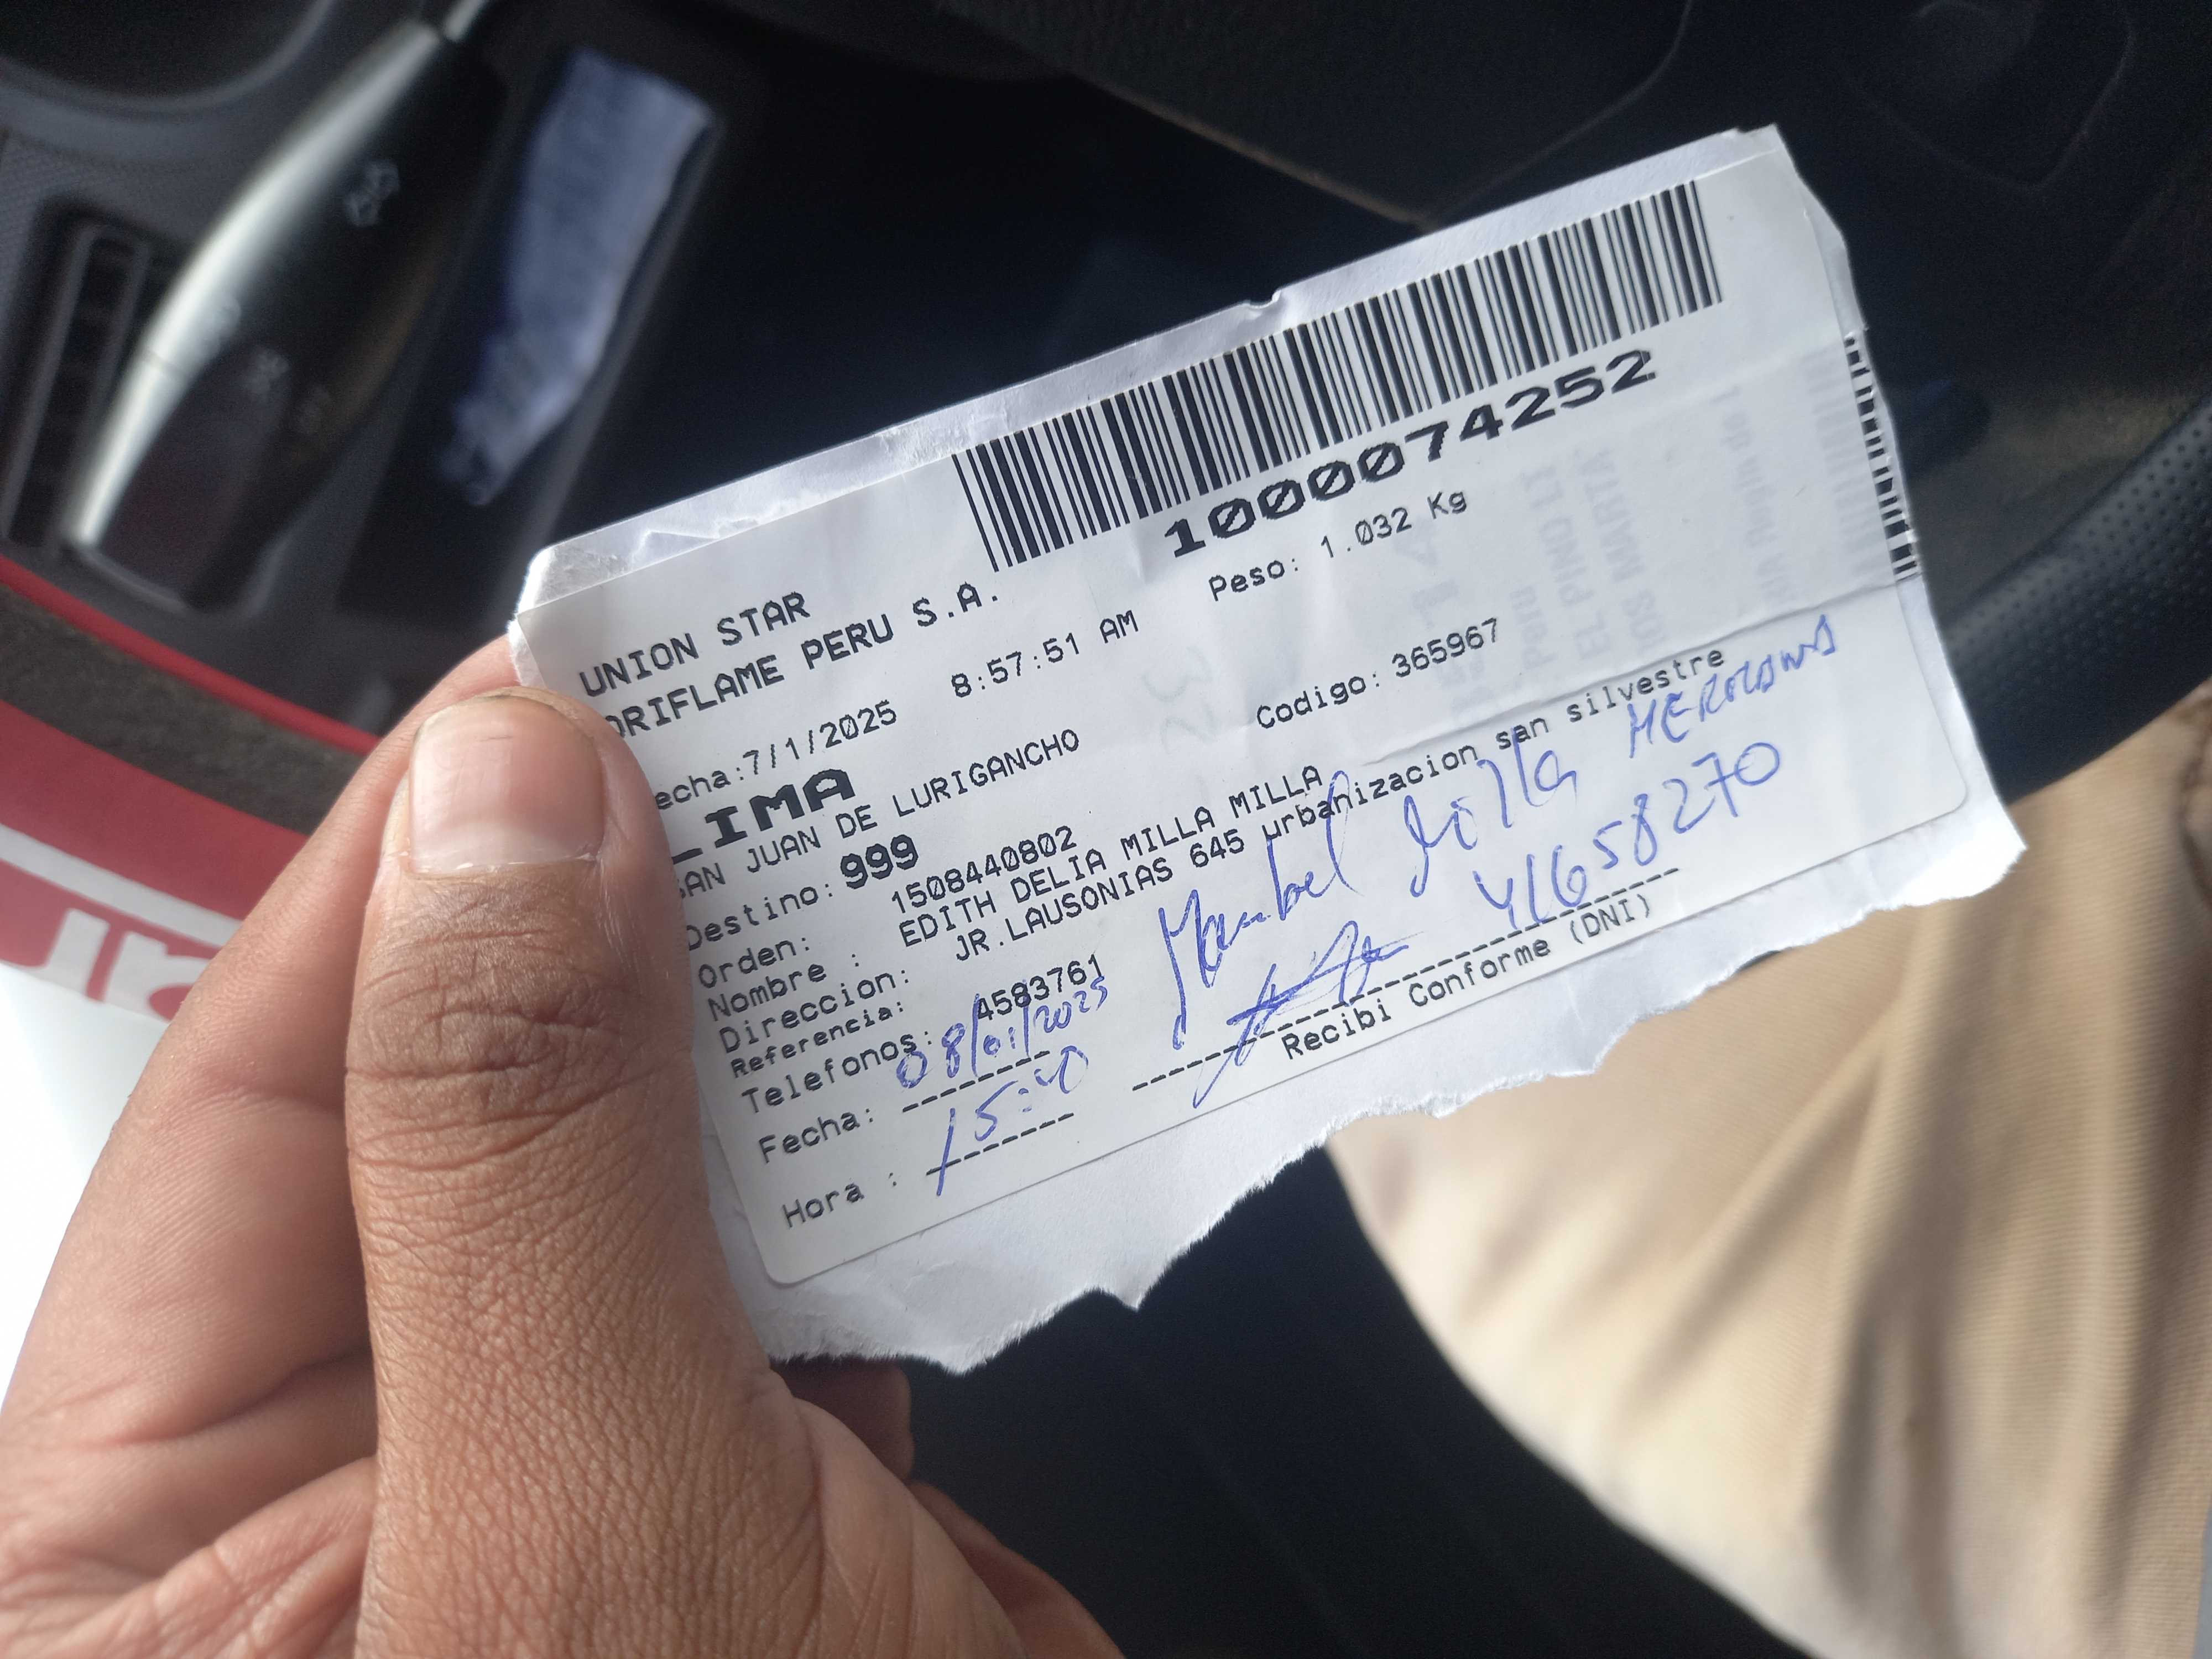 1000074252
UNION STAR
ORIFLAME PERU S.A.
Peso: 1.032 Kg
echa:7/1/2025 8:57:51 AM
LIMA
SAN JUAN DE LURIGANCHO
Codigo: 365967
Destino: 999
Orden: 1508440802
Nombre : EDITH DELIA MILLA MILLA
Direccion: JR.LAUSONIAS 645 urbanizacion san silvestre
Referencia:
Telefonos: 4583761
Milla
41658270
Fecha: 08/01/2025
Hora : 15:40
Recibi Conforme (DNI)